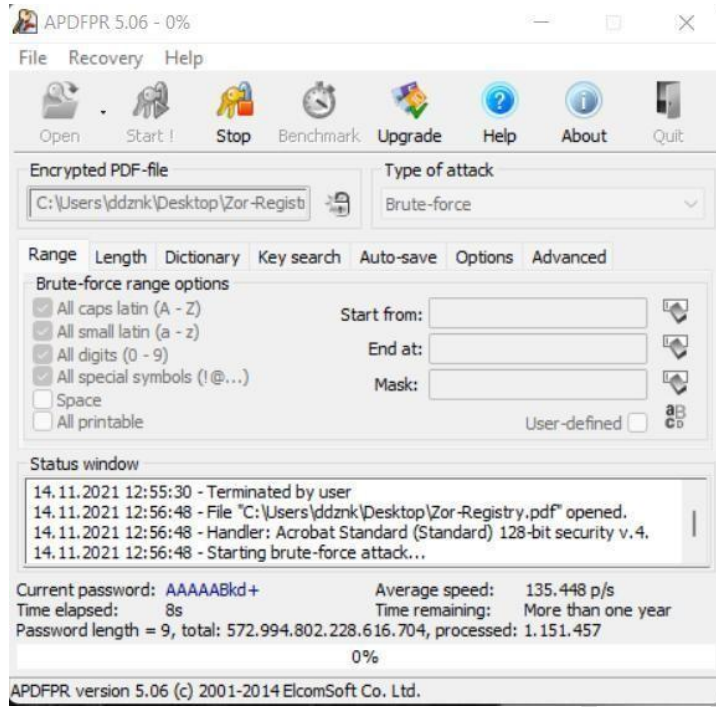 APDFPR 5.06 - 0%
File Recovery Help
Open Start ! Stop Benchmark Upgrade Help About Quit
Encrypted PDF-file Type of attack
C:\Users\ddznk\Desktop\Zor-Regist Brute-force
Range Length Dictionary Key search Auto-save Options Advanced
Brute-force range options
All caps latin (A - Z)
Start from:
All small latin (a - z)
End at:
All digits (0 - 9)
All special symbols (!@...)
Mask:
Space
All printable
User-defined
Status window
14.11.2021 12:55:30 - Terminated by user
14.11.2021 12:56:48 - File "C:\Users\ddznk\Desktop\Zor-Registry.pdf" opened.
14.11.2021 12:56:48 - Handler: Acrobat Standard (Standard) 128-bit security v.4.
14.11.2021 12:56:48 - Starting brute-force attack...
Current password: AAAAABkd+ Average speed: 135.448 p/s
Time elapsed: 8s Time remaining: More than one year
Password length = 9, total: 572.994.802.228.616.704, processed: 1.151.457
0%
APDFPR version 5.06 (c) 2001-2014 ElcomSoft Co. Ltd.